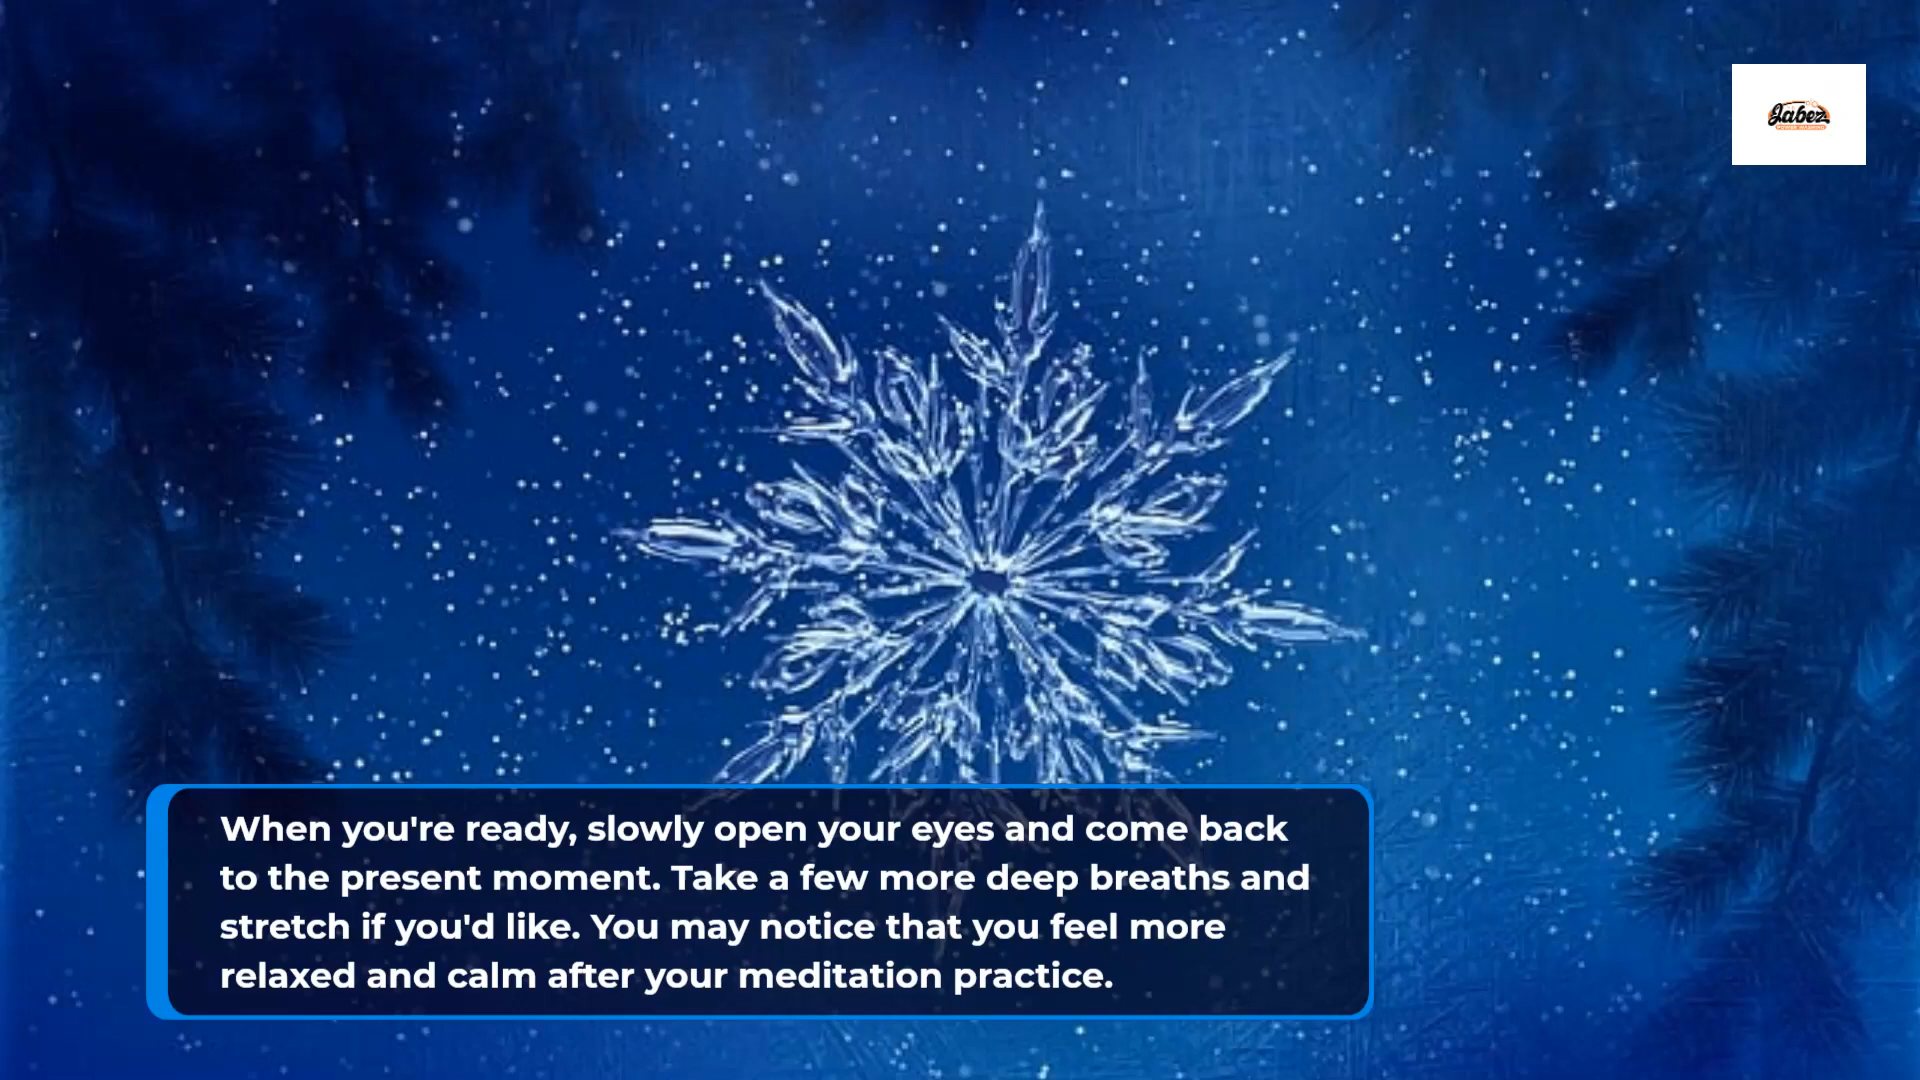 Jabez
When you're ready, slowly open your eyes and come back
to the present moment. Take a few more deep breaths and
stretch if you'd like. You may notice that you feel more
relaxed and calm after your meditation practice.